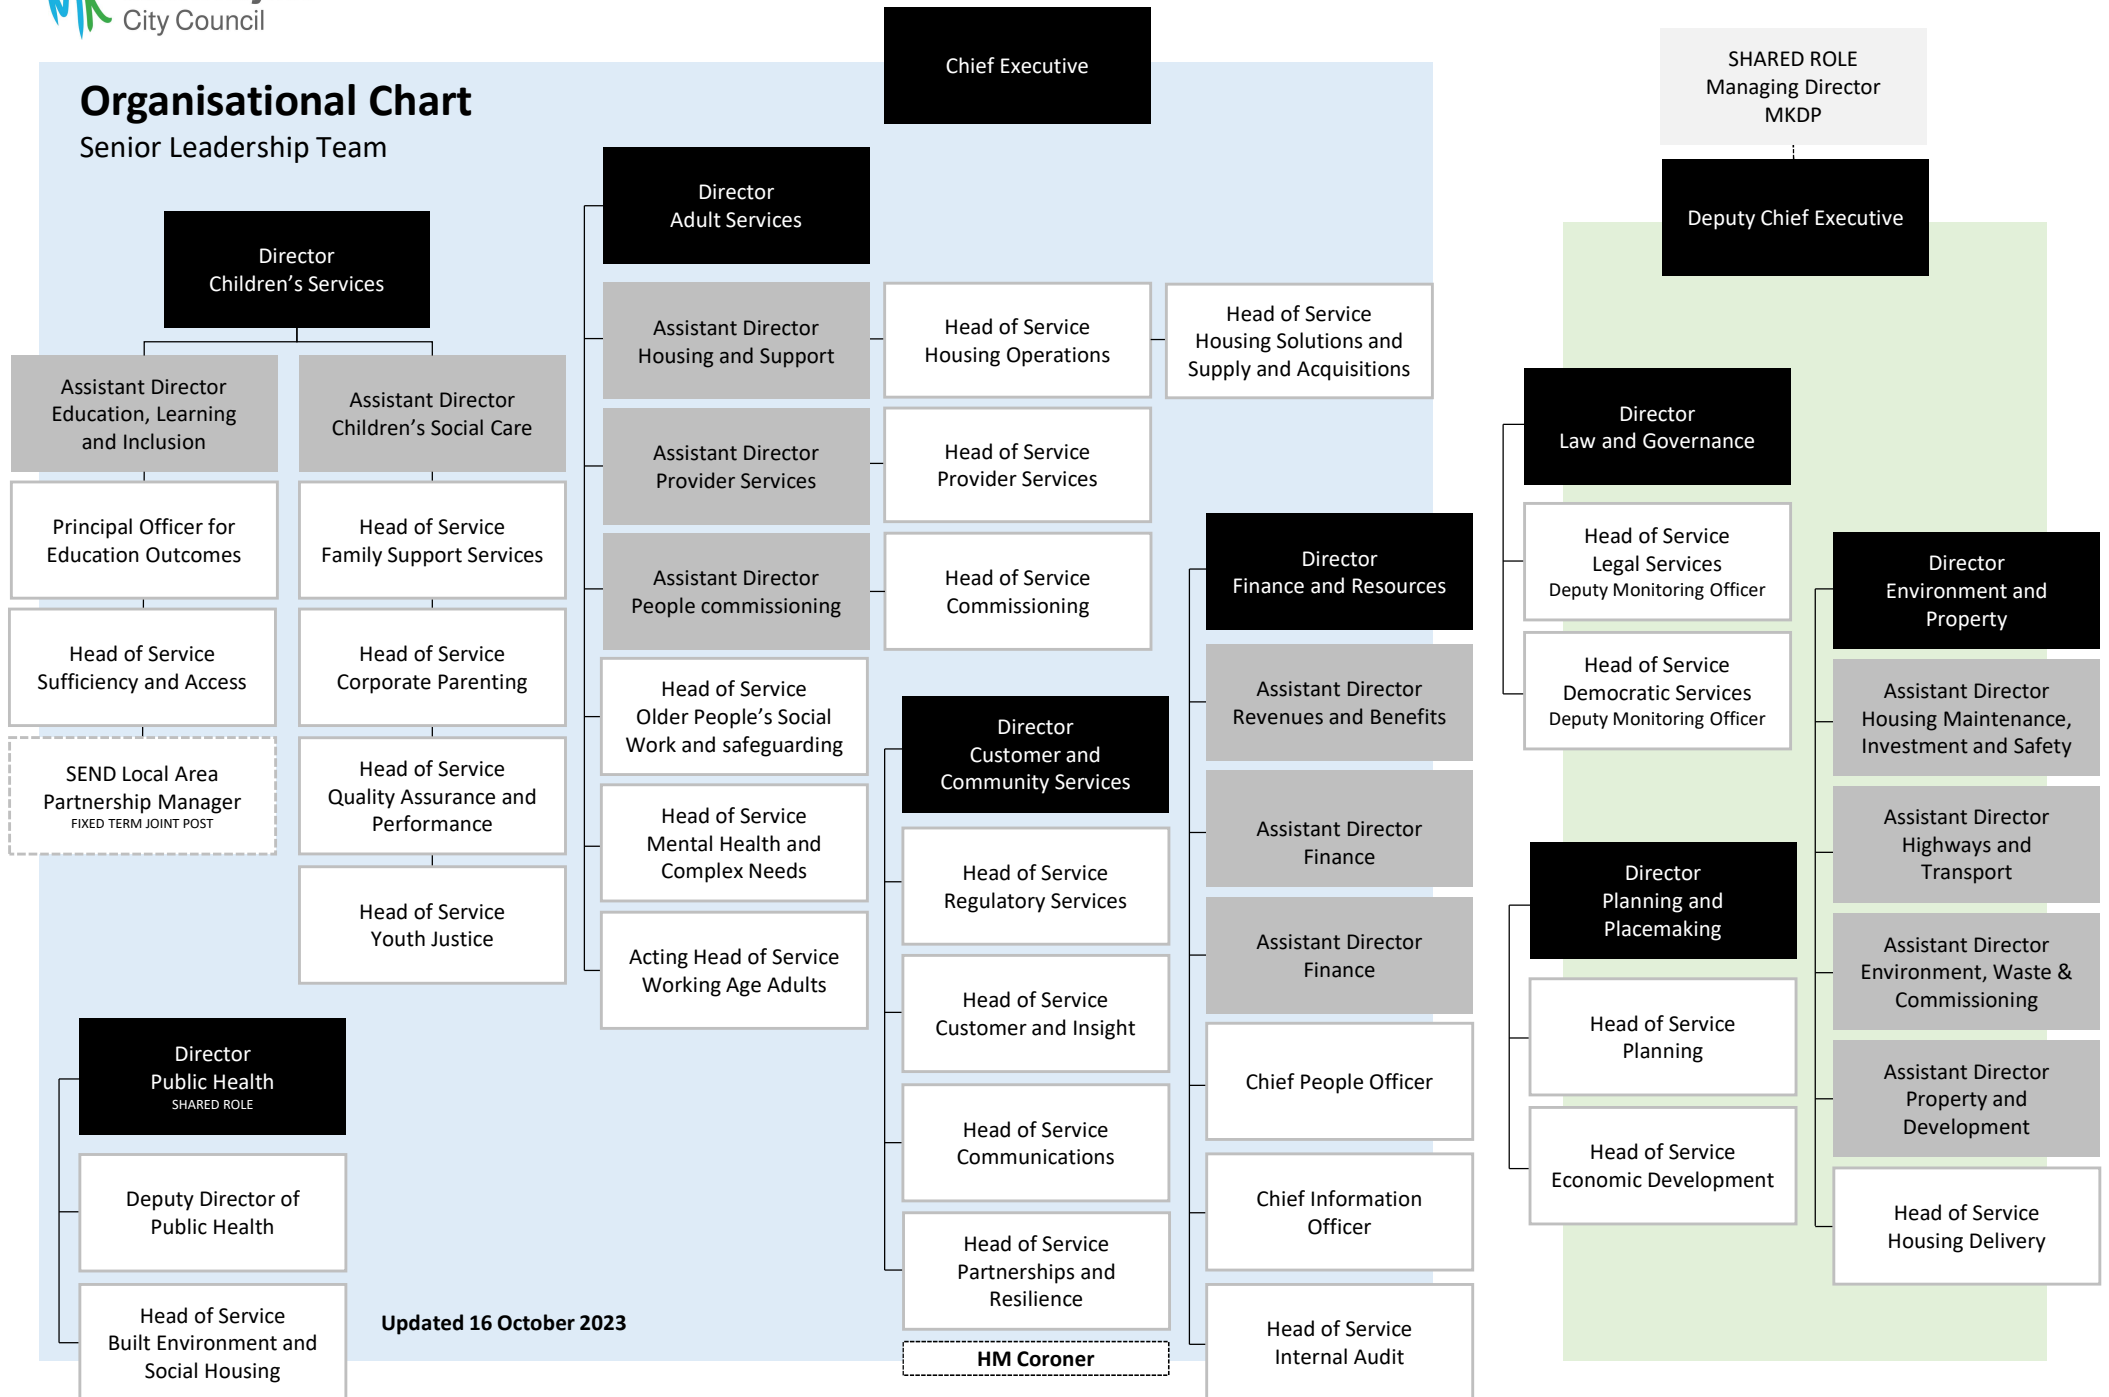 City Council
Organisational Chart
Senior Leadership Team
Chief Executive
SHARED ROLE
Managing Director
MKDP
Deputy Chief Executive
Director
Children's Services
Assistant Director
Education, Learning
and Inclusion
Principal Officer for
Education Outcomes
Head of Service
Sufficiency and Access
SEND Local Area
Partnership Manager
FIXED TERM JOINT POST
Assistant Director
Children's Social Care
Head of Service
Family Support Services
Head of Service
Corporate Parenting
Head of Service
Quality Assurance and
Performance
Head of Service
Youth Justice
Director
Public Health
SHARED ROLE
Deputy Director of
Public Health
Head of Service
Built Environment and
Social Housing
Director
Adult Services
Assistant Director
Housing and Support
Head of Service
Housing Operations
Head of Service
Housing Solutions and
Supply and Acquisitions
Assistant Director
Provider Services
Head of Service
Provider Services
Assistant Director
People commissioning
Head of Service
Commissioning
Head of Service
Older People's Social
Work and safeguarding
Head of Service
Mental Health and
Complex Needs
Acting Head of Service
Working Age Adults
Director
Customer and
Community Services
Head of Service
Regulatory Services
Head of Service
Customer and Insight
Head of Service
Communications
Head of Service
Partnerships and
Resilience
HM Coroner
Director
Finance and Resources
Assistant Director
Revenues and Benefits
Assistant Director
Finance
Assistant Director
Finance
Chief People Officer
Chief Information
Officer
Head of Service
Internal Audit
Director
Law and Governance
Head of Service
Legal Services
Deputy Monitoring Officer
Head of Service
Democratic Services
Deputy Monitoring Officer
Director
Planning and
Placemaking
Head of Service
Planning
Head of Service
Economic Development
Director
Environment and
Property
Assistant Director
Housing Maintenance,
Investment and Safety
Assistant Director
Highways and
Transport
Assistant Director
Environment, Waste &
Commissioning
Assistant Director
Property and
Development
Head of Service
Housing Delivery
Updated 16 October 2023